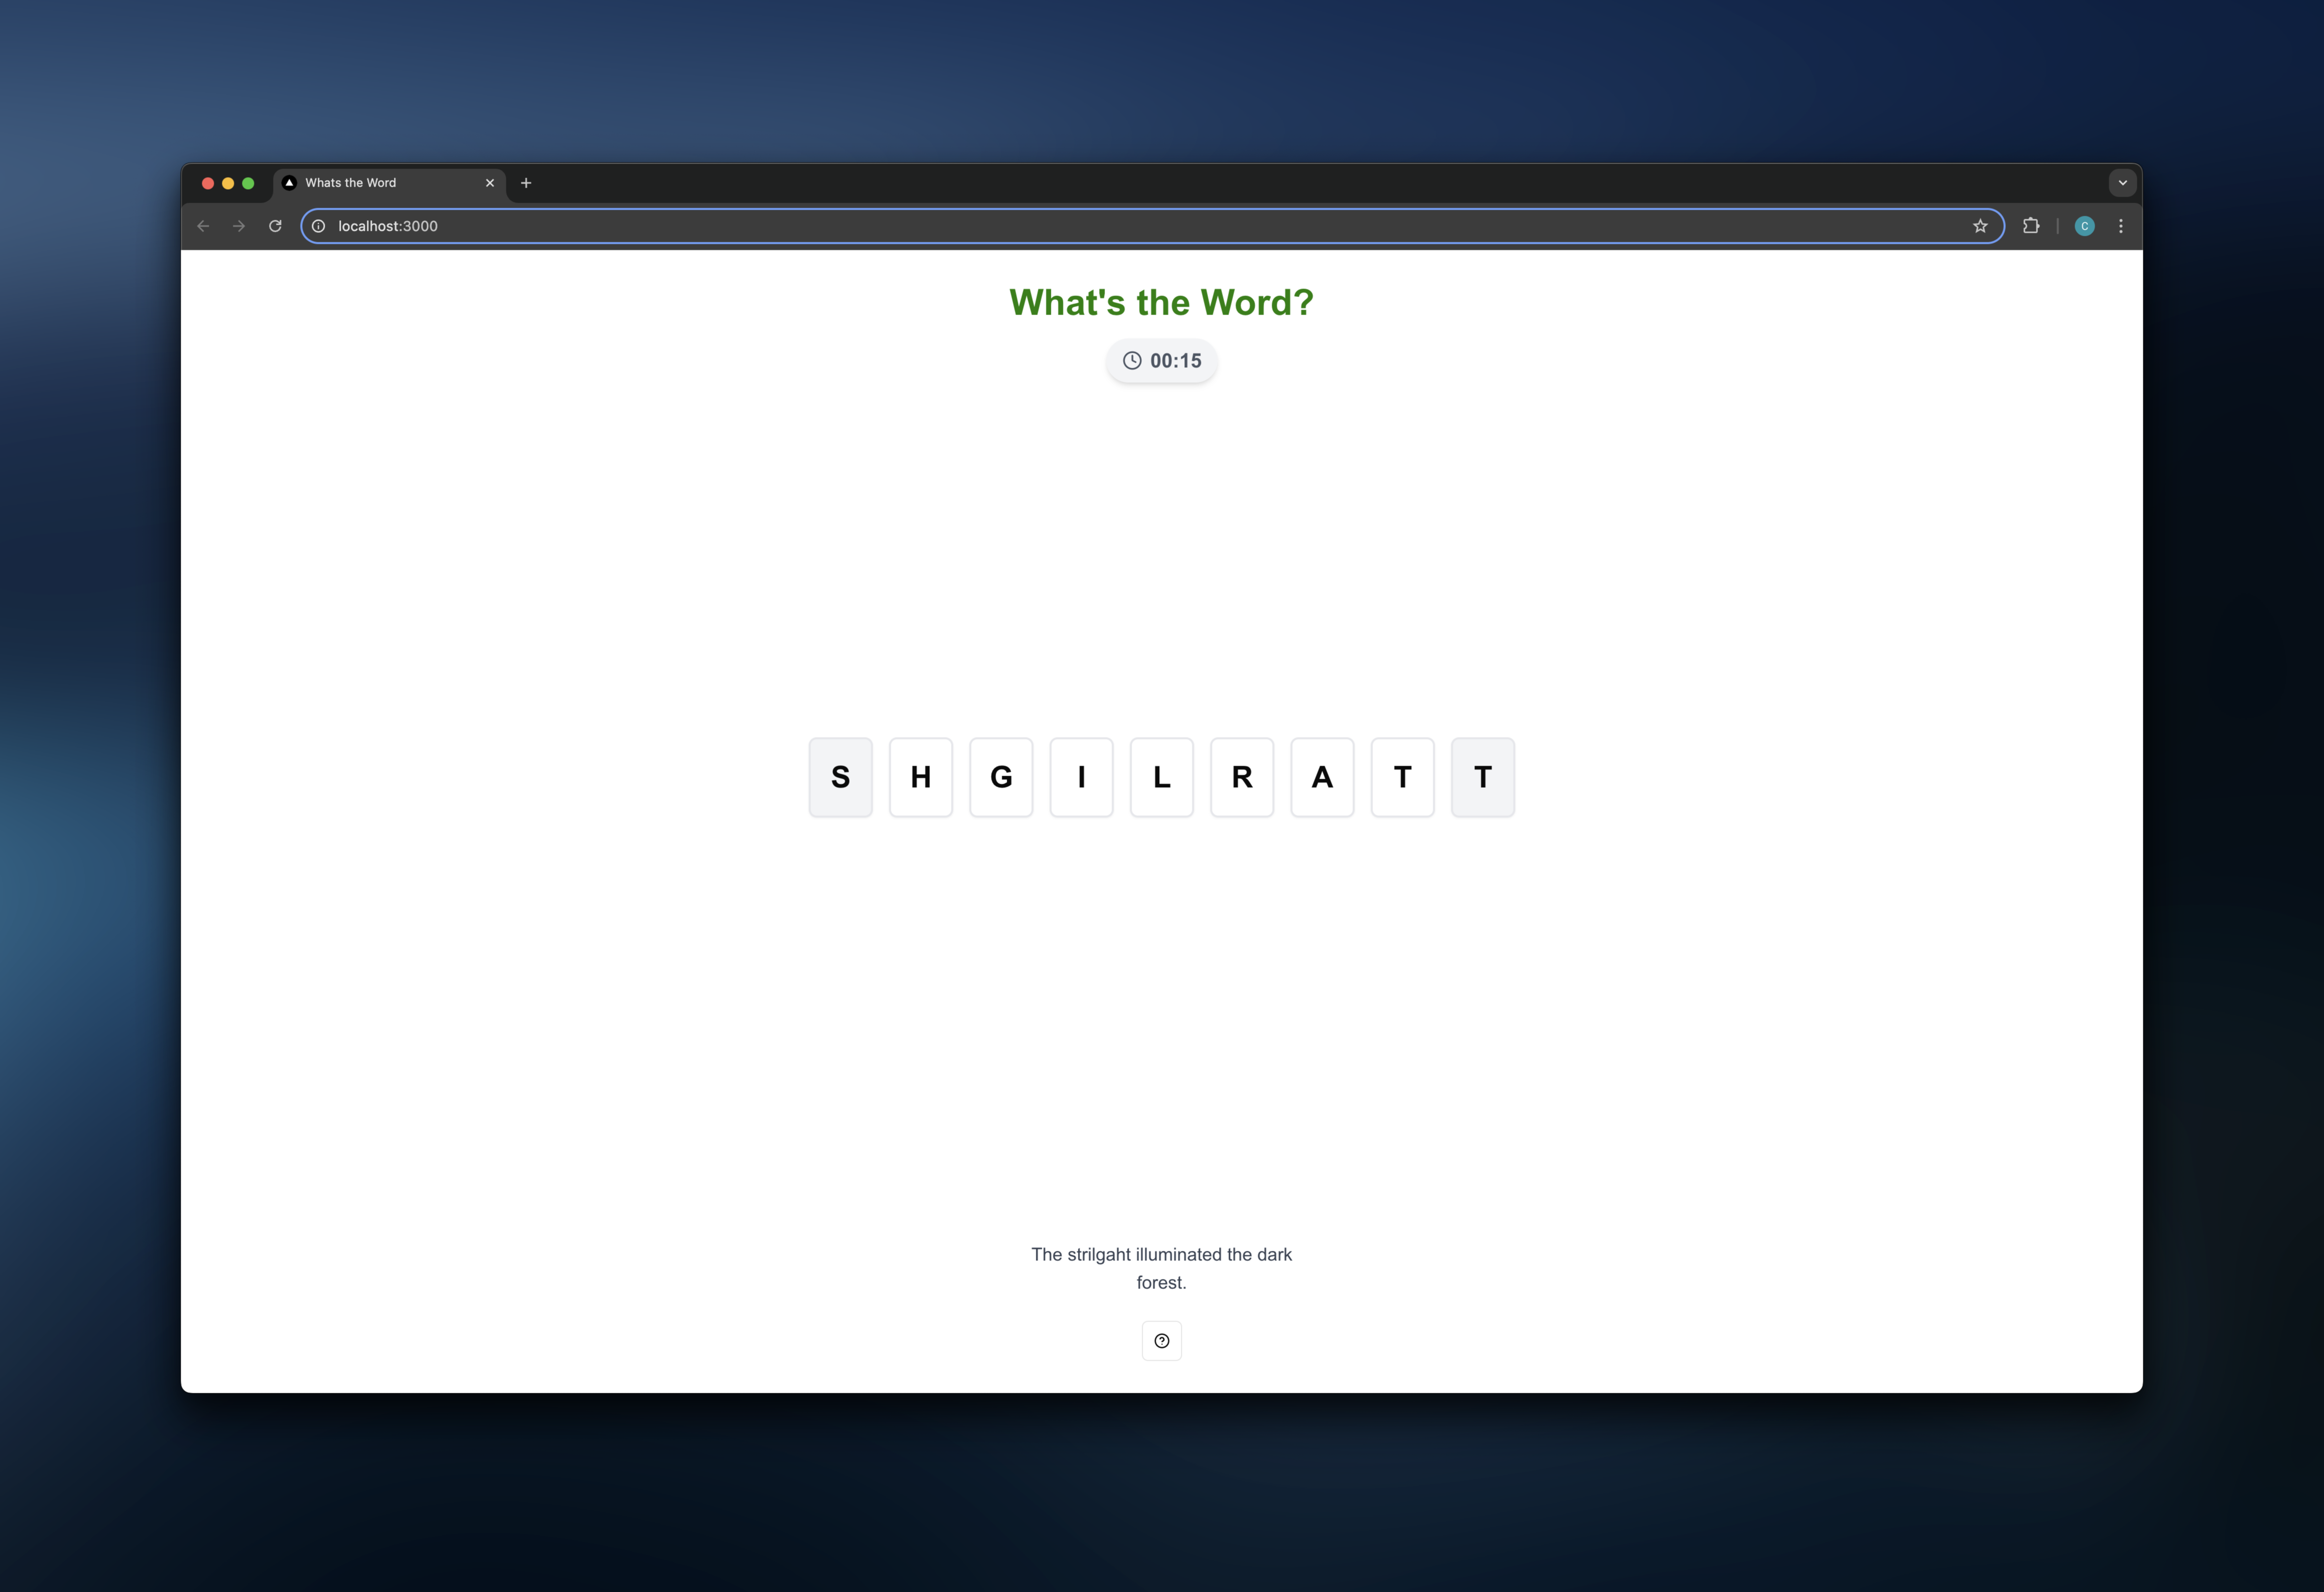 Whats the Word
localhost:3000
C
What's the Word?
00:15
S H G I L R A T T
The strilgaht illuminated the dark
forest.